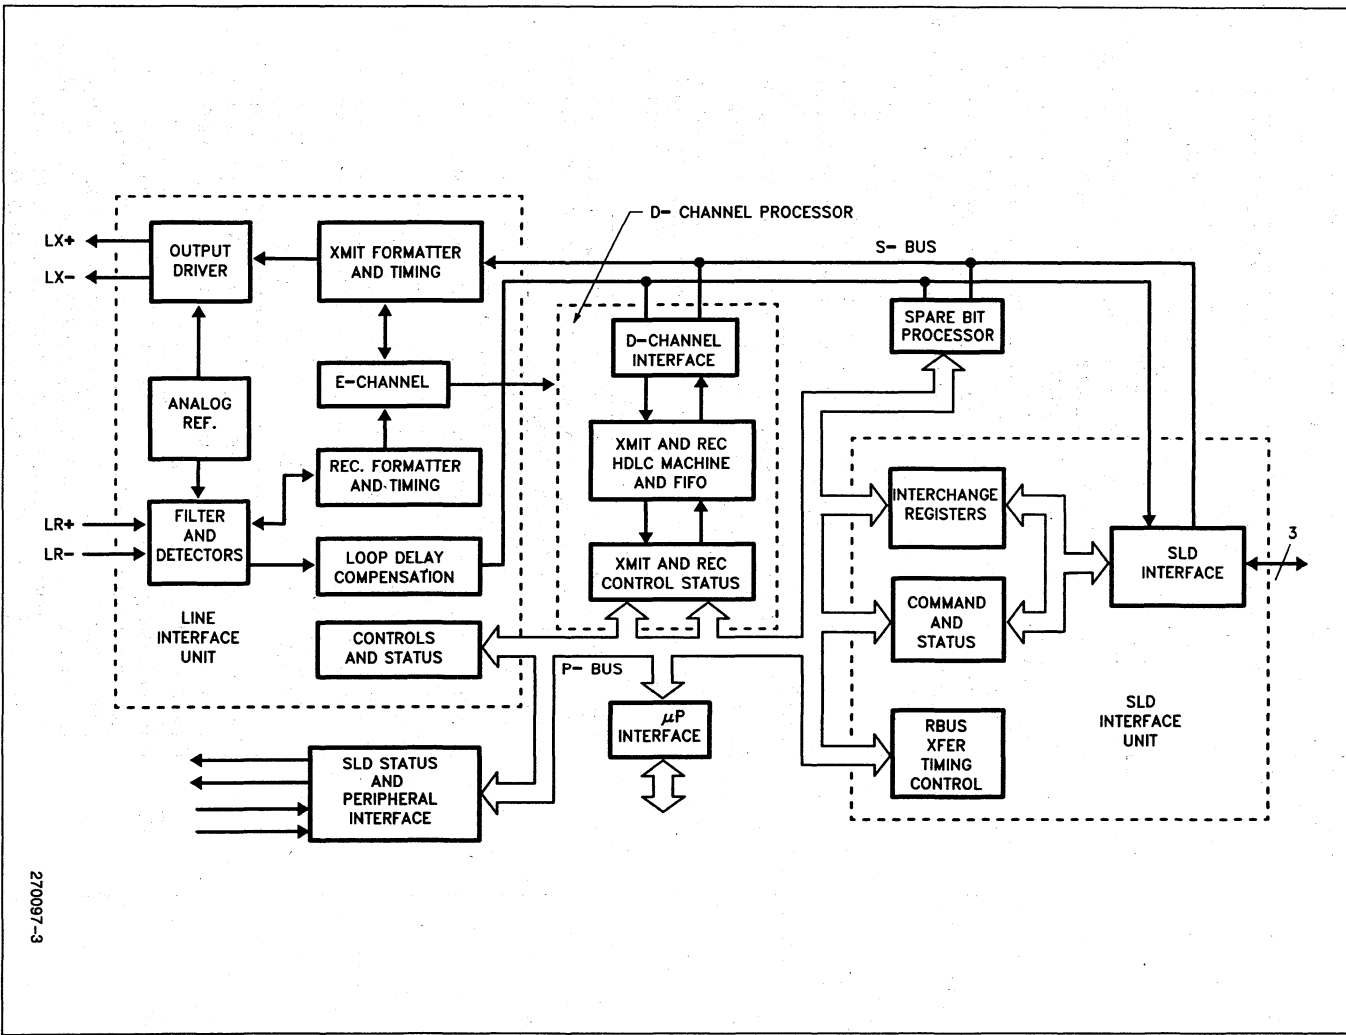 D- CHANNEL PROCESSOR
LX+
LX-
OUTPUT
DRIVER
XMIT FORMATTER
AND TIMING
S- BUS
SPARE BIT
PROCESSOR
D-CHANNEL
INTERFACE
E-CHANNEL
ANALOG
REF.
XMIT AND REC
HDLC MACHINE
AND FIFO
REC. FORMATTER
AND TIMING
INTERCHANGE
REGISTERS
LR+
LR-
FILTER
AND
DETECTORS
LOOP DELAY
COMPENSATION
XMIT AND REC
CONTROL STATUS
SLD
INTERFACE
3
COMMAND
AND
STATUS
LINE
INTERFACE
UNIT
CONTROLS
AND STATUS
P- BUS
μP
INTERFACE
RBUS
XFER
TIMING
CONTROL
SLD
INTERFACE
UNIT
SLD STATUS
AND
PERIPHERAL
INTERFACE
270097-3